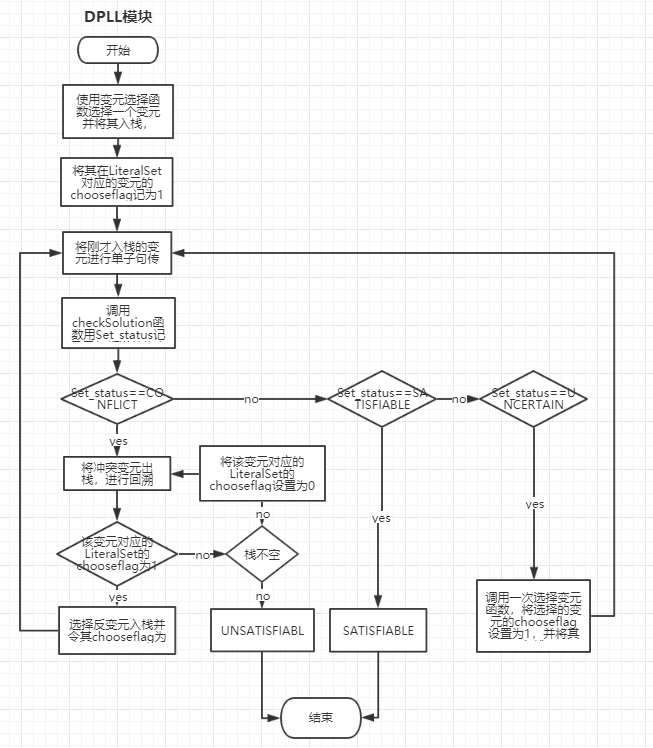 DPLL模块
开始
使用变元选择函
数选择一个变元
并将其入栈，
将其在LiteralSet
对应的变元的
chooseflag记为1
将刚才入栈的变
元进行单子句传
调用
checkSolution函
数用Set_status记
Set_status==CO
NFLICT
no
Set_status==SA
TISFIABLE
no
Set_status==U
NCERTAIN
yes
将冲突变元出
栈，进行回溯
将该变元对应的
LiteralSet的
chooseflag设置为0
no
yes
yes
该变元对应的
LiteralSet的
chooseflag为1
no
栈不空
yes
no
选择反变元入栈并
令其chooseflag为
UNSATISFIABL
SATISFIABLE
调用一次选择变元
函数，将选择的变
元的chooseflag
设置为1，并将其
结束